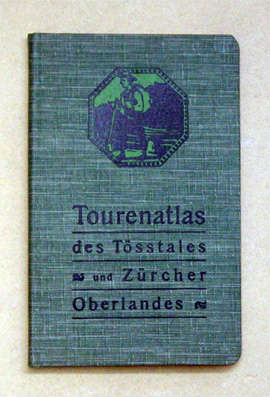 Tourenatlas
des Tösstales
und Zürcher
Oberlandes